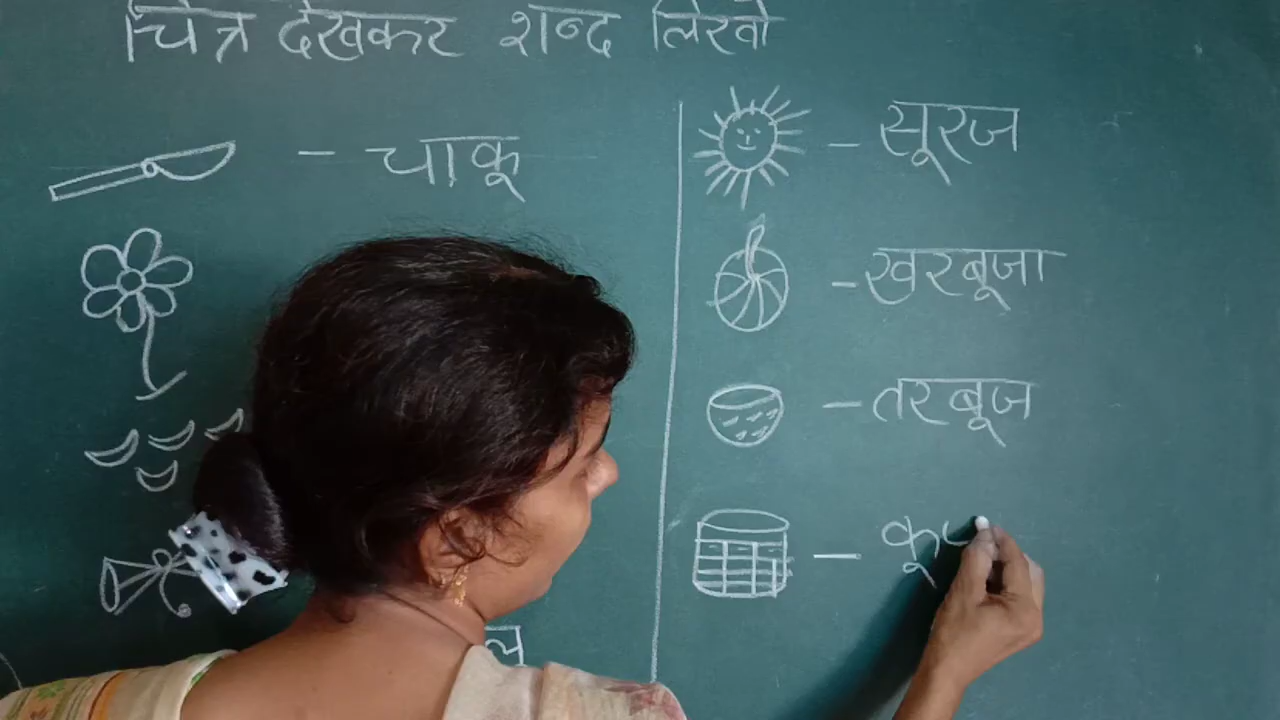 चित्र देखकर शब्द लिखो
– चाकू
– सूरज
– खरबूजा
– तरबूज
– कु